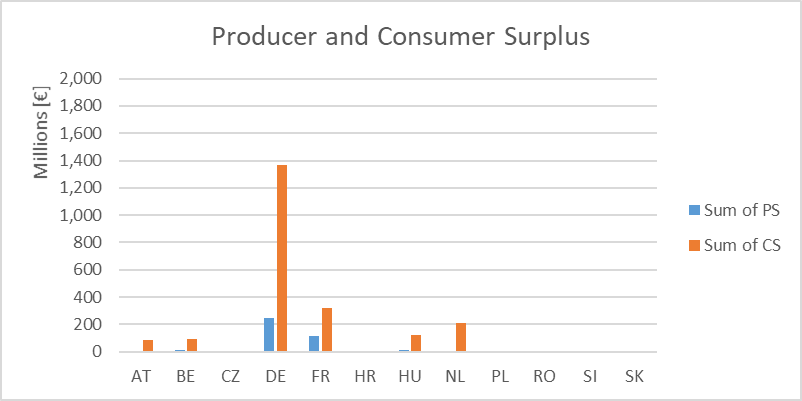 Producer and Consumer Surplus
Millions [€]
2,000
1,800
1,600
1,400
1,200
1,000
800
600
400
200
0
AT BE CZ DE FR HR HU NL PL RO SI SK
Sum of PS
Sum of CS